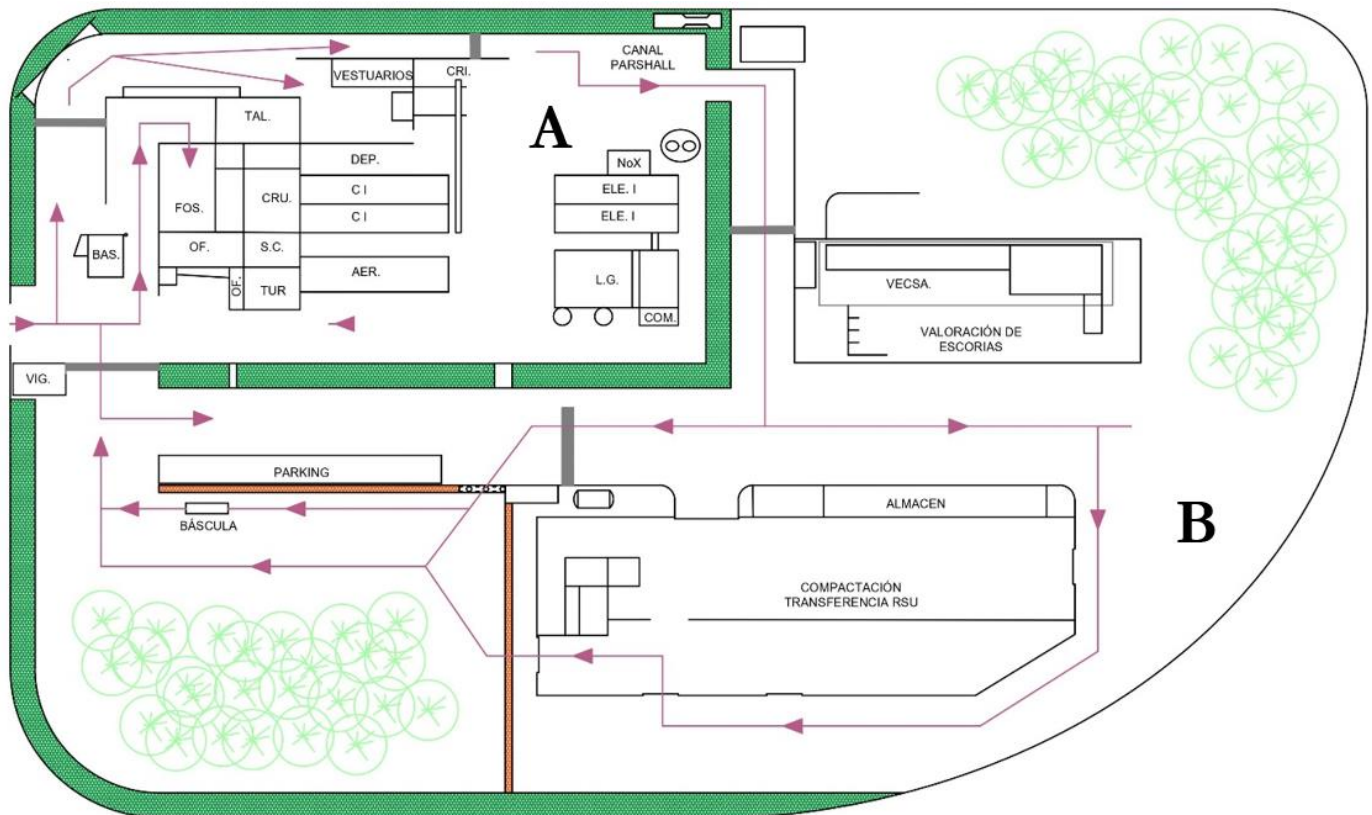 CANAL
PARSHALL
VESTUARIOS
CRI.
TAL.
A
DEP.
NoX
C I
ELE. I
FOS.
CRU.
C I
ELE. I
BAS.
OF.
S.C.
AER.
OF.
TUR
L.G.
COM.
VECSA.
VALORACIÓN DE
ESCORIAS
VIG.
PARKING
BÁSCULA
ALMACEN
B
COMPACTACIÓN
TRANSFERENCIA RSU